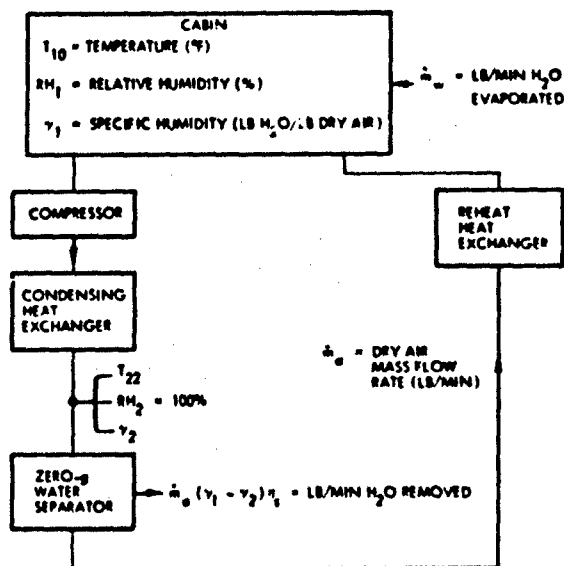 CABIN
T10 = TEMPERATURE (°F)
RH1 = RELATIVE HUMIDITY (%)
γ1 = SPECIFIC HUMIDITY (LB H2O/LB DRY AIR)
ṁw = LB/MIN H2O
EVAPORATED
COMPRESSOR
REHEAT
HEAT
EXCHANGER
CONDENSING
HEAT
EXCHANGER
ṁa = DRY AIR
MASS FLOW
RATE (LB/MIN)
T22
RH2 = 100%
γ2
ZERO-g
WATER
SEPARATOR
ṁa (γ1 - γ2) ηs = LB/MIN H2O REMOVED